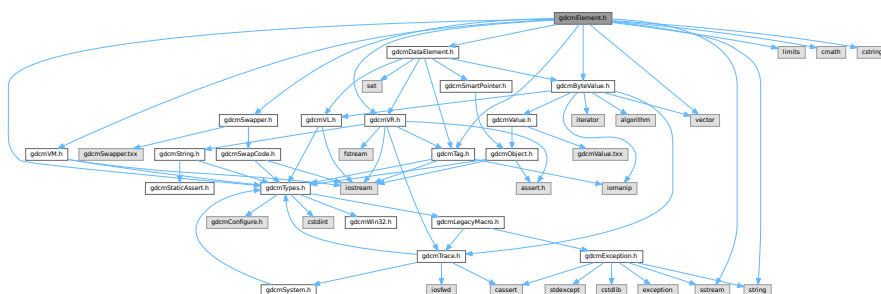 gdcmElement.h
limits
cmath
cstring
gdcmDataElement.h
set
gdcmSmartPointer.h
gdcmByteValue.h
gdcmSwapper.h
gdcmVL.h
gdcmVR.h
gdcmValue.h
iterator
algorithm
vector
gdcmVM.h
gdcmSwapper.txx
gdcmString.h
gdcmSwapCode.h
fstream
gdcmTag.h
gdcmObject.h
gdcmValue.txx
gdcmStaticAssert.h
gdcmTypes.h
iostream
assert.h
iomanip
gdcmConfigure.h
cstdint
gdcmWin32.h
gdcmLegacyMacro.h
gdcmTrace.h
gdcmException.h
gdcmSystem.h
iosfwd
cassert
stdexcept
cstdlib
exception
sstream
string